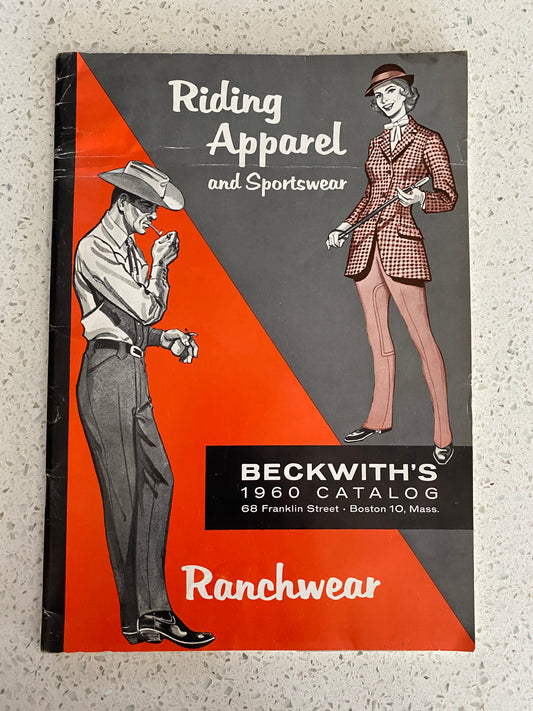 Riding
Apparel
and Sportswear
BECKWITH'S
1960 CATALOG
68 Franklin Street · Boston 10, Mass.
Ranchwear